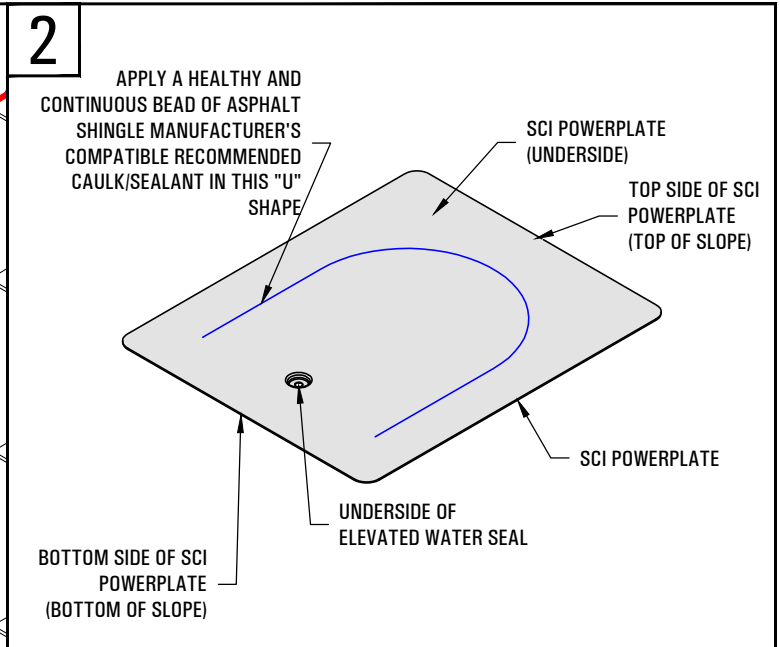 2
APPLY A HEALTHY AND
CONTINUOUS BEAD OF ASPHALT
SHINGLE MANUFACTURER'S
COMPATIBLE RECOMMENDED
CAULK/SEALANT IN THIS "U"
SHAPE
SCI POWERPLATE
(UNDERSIDE)
TOP SIDE OF SCI
POWERPLATE
(TOP OF SLOPE)
SCI POWERPLATE
UNDERSIDE OF
ELEVATED WATER SEAL
BOTTOM SIDE OF SCI
POWERPLATE
(BOTTOM OF SLOPE)